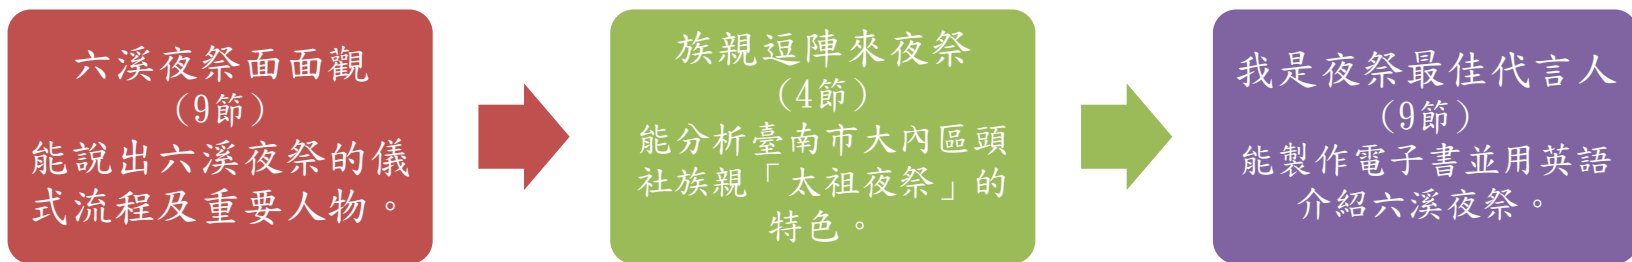 六溪夜祭面面觀
(9節)
能說出六溪夜祭的儀
式流程及重要人物。
族親逗陣來夜祭
(4節)
能分析臺南市大內區頭
社族親「太祖夜祭」的
特色。
我是夜祭最佳代言人
(9節)
能製作電子書並用英語
介紹六溪夜祭。